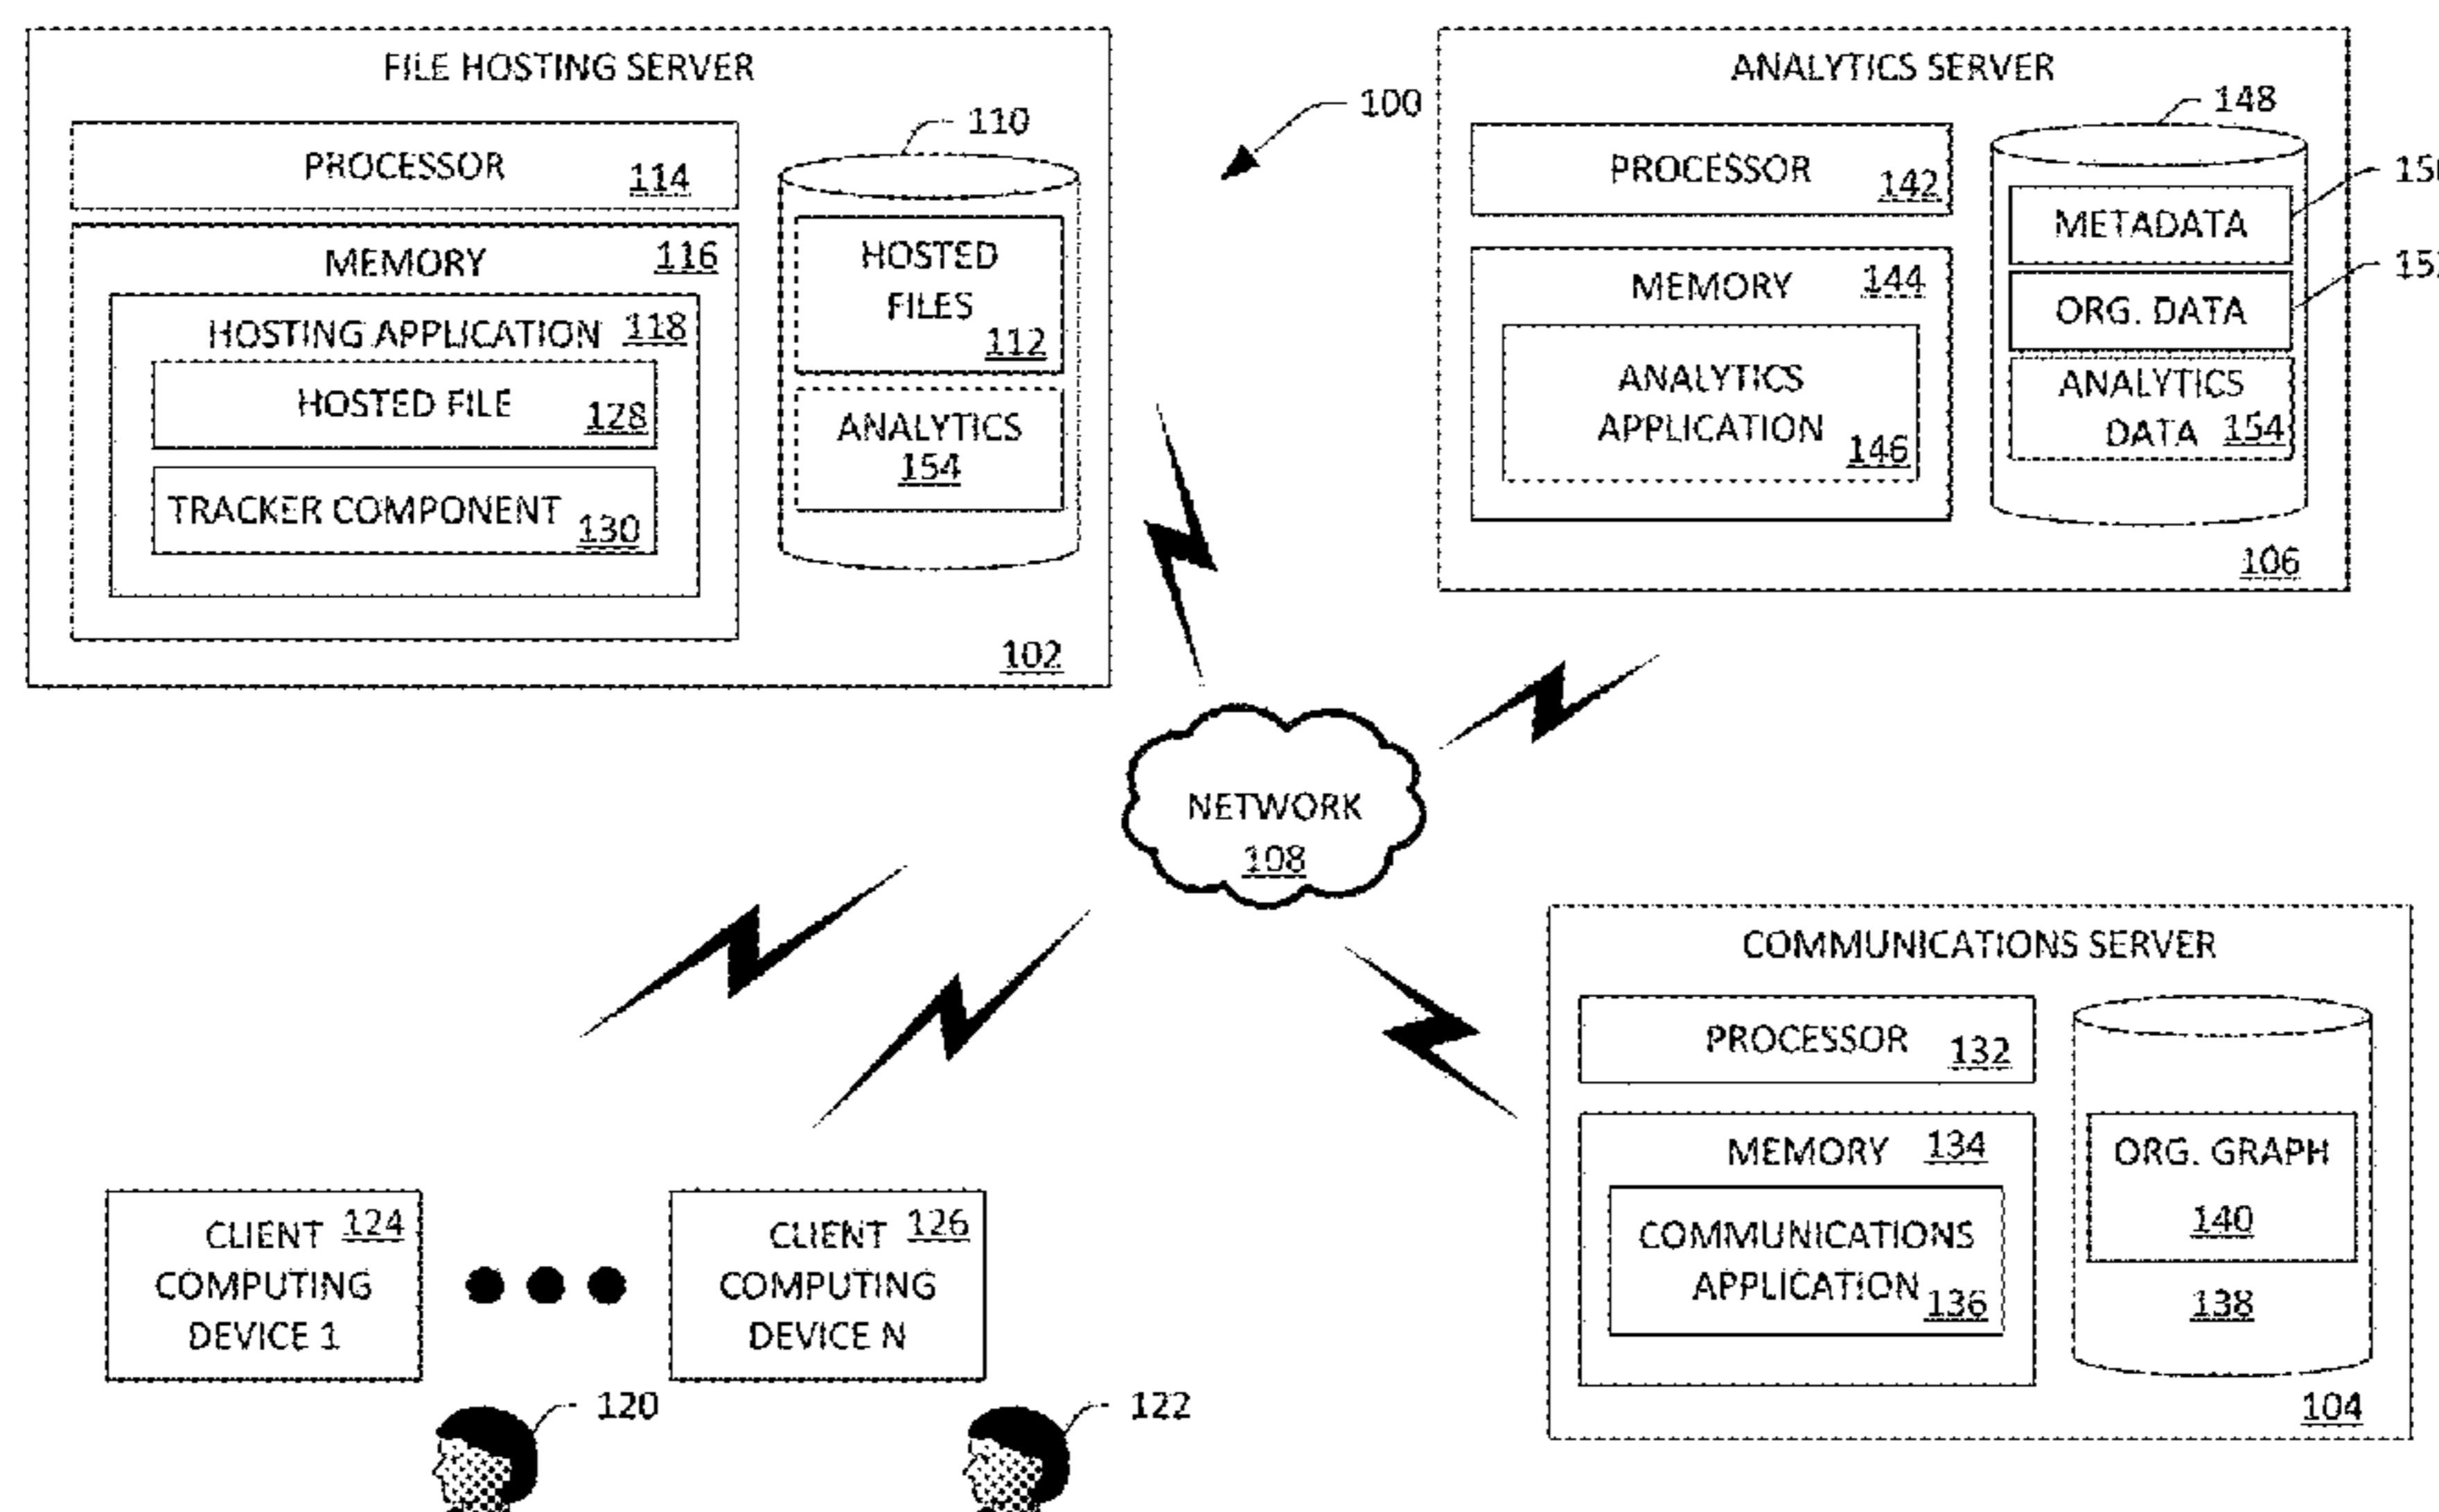 FILE HOSTING SERVER
PROCESSOR 114
MEMORY 116
HOSTING APPLICATION 118
HOSTED FILE 128
TRACKER COMPONENT 130
110
HOSTED
FILES
112
ANALYTICS
154
102
100
ANALYTICS SERVER
PROCESSOR 142
MEMORY 144
ANALYTICS
APPLICATION 146
148
METADATA
ORG. DATA
ANALYTICS
DATA 154
106
NETWORK
108
COMMUNICATIONS SERVER
PROCESSOR 132
MEMORY 134
COMMUNICATIONS
APPLICATION 136
ORG. GRAPH
140
138
104
CLIENT 124
COMPUTING
DEVICE 1
CLIENT 126
COMPUTING
DEVICE N
120
122